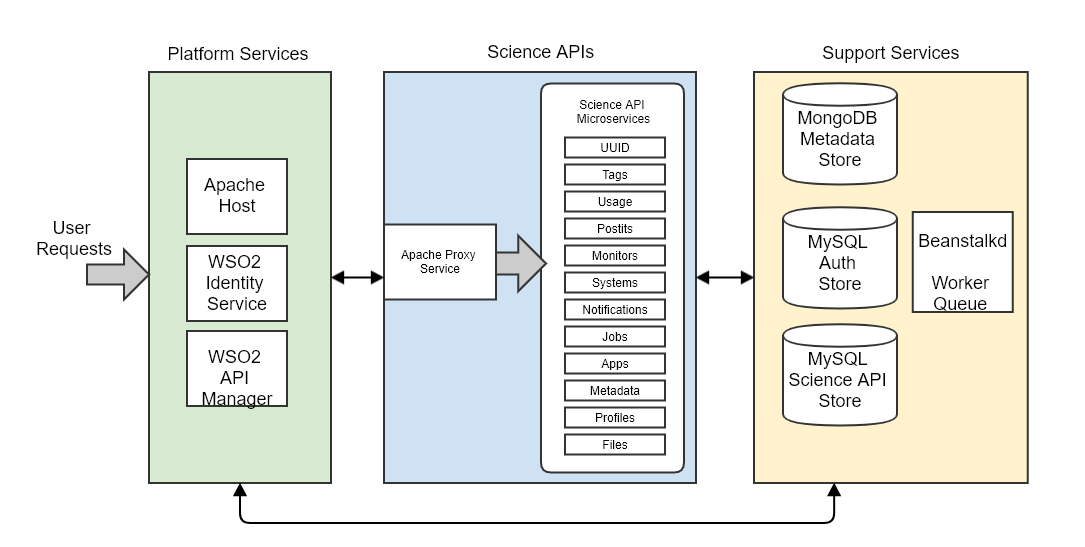 Platform Services
Science APIs
Support Services
User
Requests
Apache
Host
WSO2
Identity
Service
WSO2
API
Manager
Apache Proxy
Service
Science API
Microservices
UUID
Tags
Usage
Postits
Monitors
Systems
Notifications
Jobs
Apps
Metadata
Profiles
Files
MongoDB
Metadata
Store
MySQL
Auth
Store
MySQL
Science API
Store
Beanstalkd
Worker
Queue